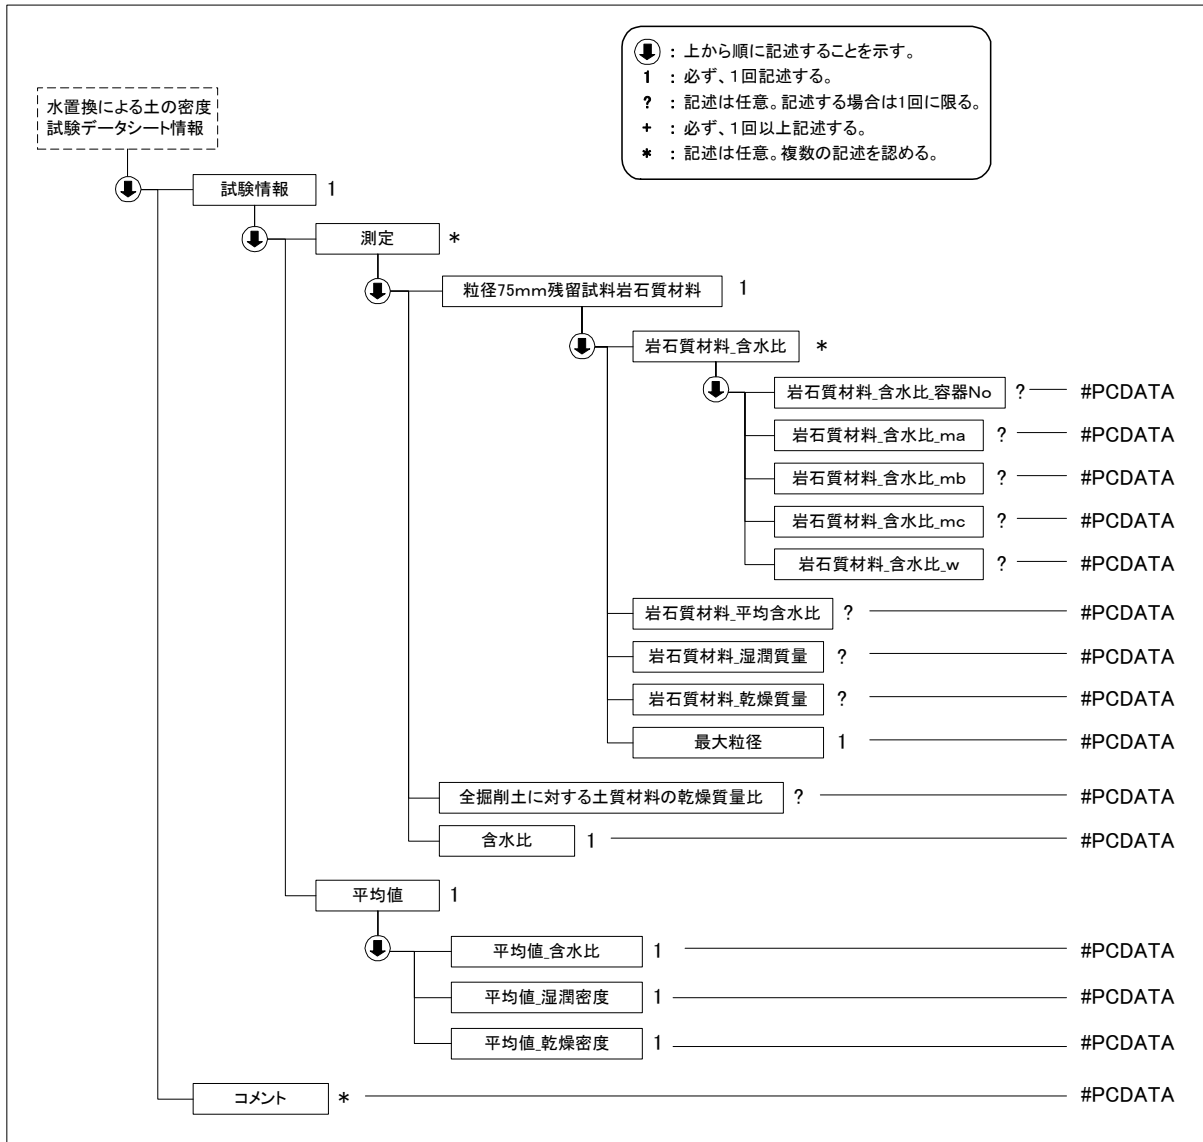 ： 上から順に記述することを示す。
1 ： 必ず、1回記述する。
? ： 記述は任意。記述する場合は1回に限る。
+ ： 必ず、1回以上記述する。
* ： 記述は任意。複数の記述を認める。
水置換による土の密度
試験データシート情報
試験情報 1
測定 *
粒径75mm残留試料岩石質材料 1
岩石質材料_含水比 *
岩石質材料_含水比_容器No ? #PCDATA
岩石質材料_含水比_ma ? #PCDATA
岩石質材料_含水比_mb ? #PCDATA
岩石質材料_含水比_mc ? #PCDATA
岩石質材料_含水比_w ? #PCDATA
岩石質材料_平均含水比 ? #PCDATA
岩石質材料_湿潤質量 ? #PCDATA
岩石質材料_乾燥質量 ? #PCDATA
最大粒径 1 #PCDATA
全掘削土に対する土質材料の乾燥質量比 ? #PCDATA
含水比 1 #PCDATA
平均値 1
平均値_含水比 1 #PCDATA
平均値_湿潤密度 1 #PCDATA
平均値_乾燥密度 1 #PCDATA
コメント * #PCDATA